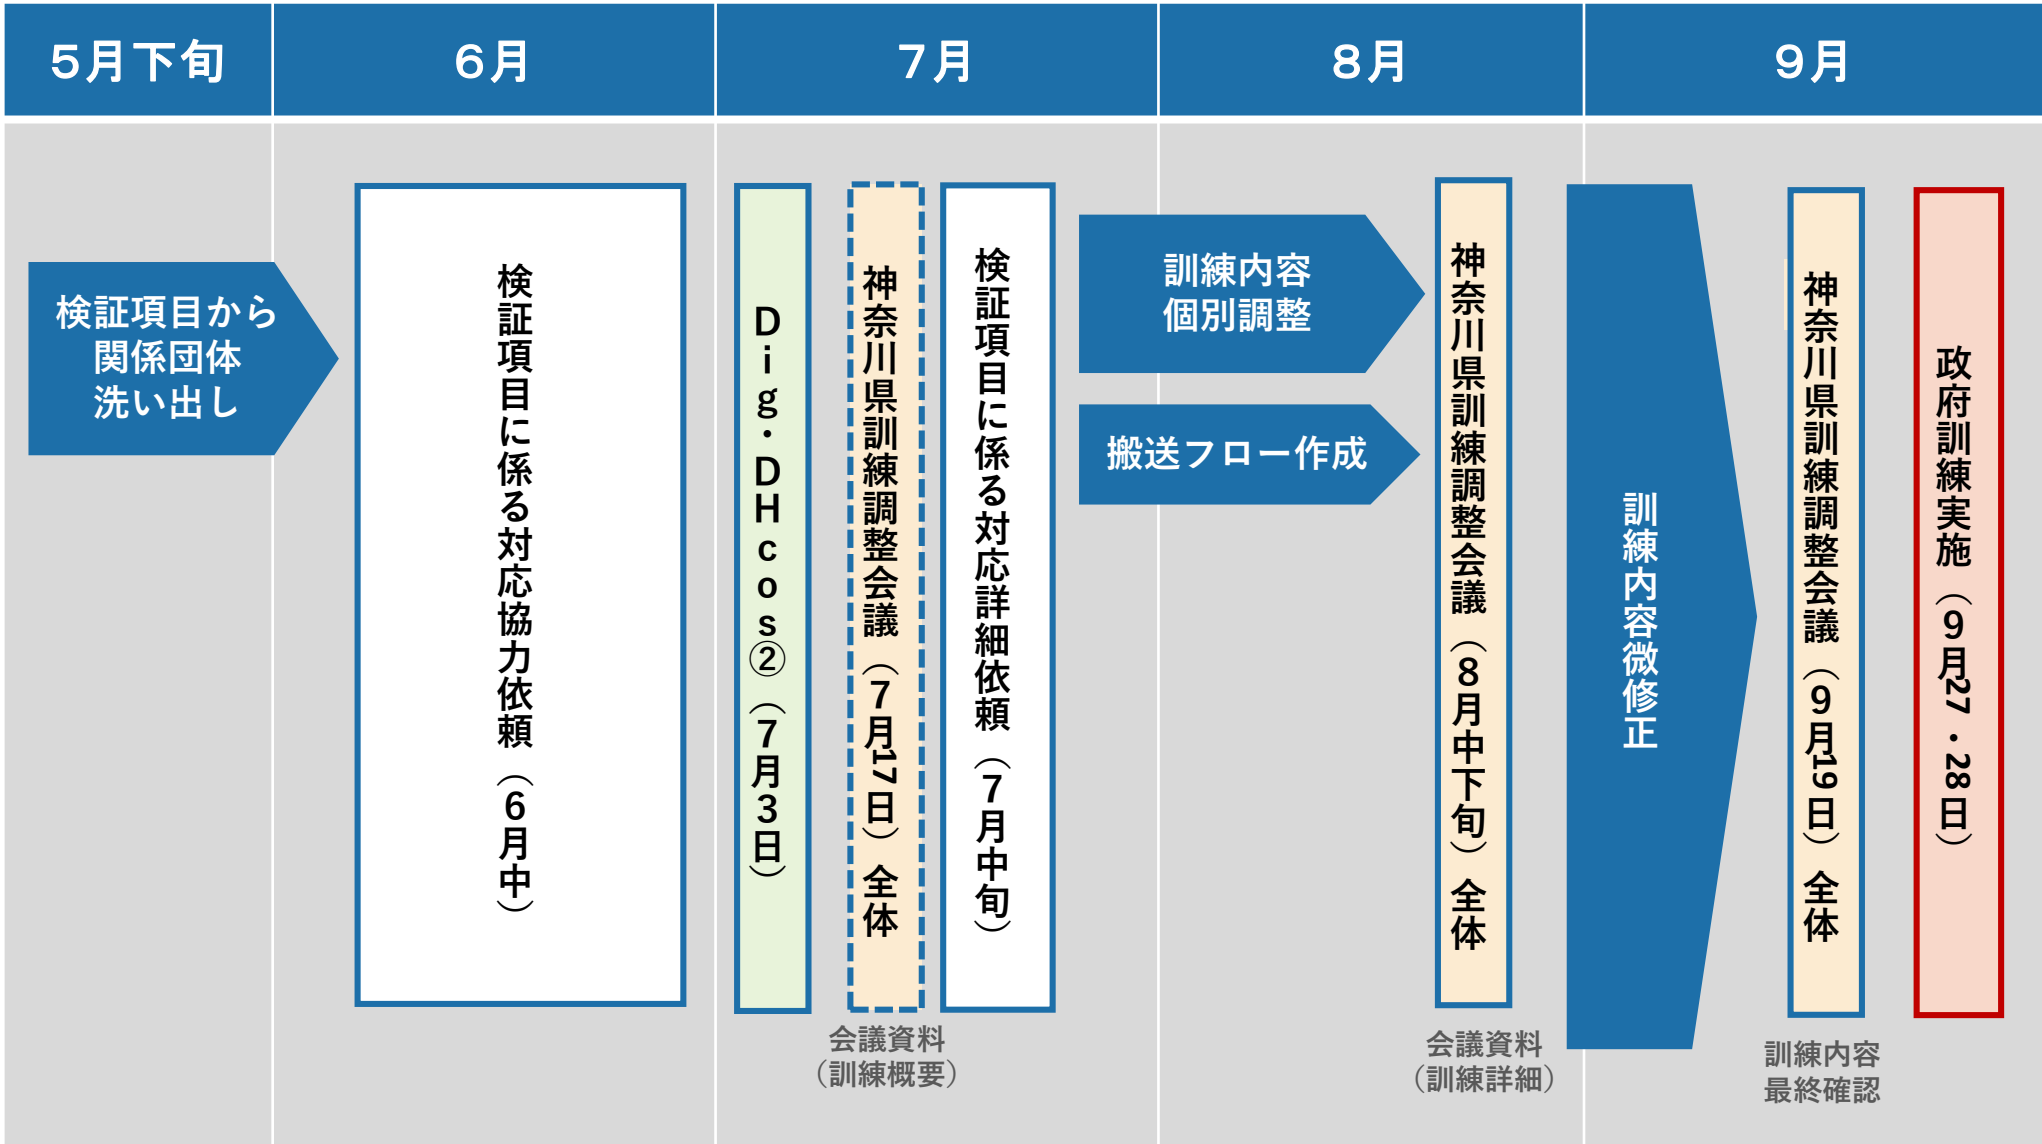 5月下旬
6月
7月
8月
9月
検証項目から
関係団体
洗い出し
検証項目に係る対応協力依頼（6月中）
Dig・DHcos②（7月3日）
神奈川県訓練調整会議（7月17日）全体
会議資料
（訓練概要）
検証項目に係る対応詳細依頼（7月中旬）
訓練内容
個別調整
搬送フロー作成
神奈川県訓練調整会議（8月中下旬）全体
会議資料
（訓練詳細）
訓練内容微修正
神奈川県訓練調整会議（9月19日）全体
訓練内容
最終確認
政府訓練実施（9月27・28日）